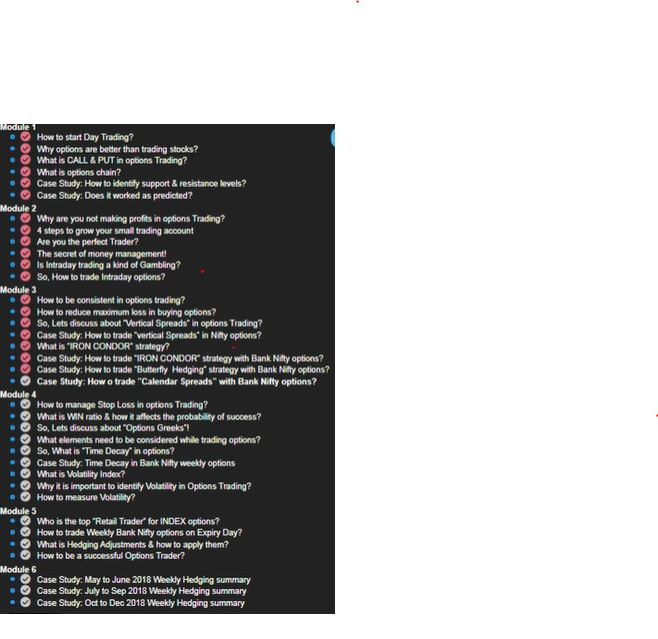 Module 1
How to start Day Trading?
Why options are better than trading stocks?
What is CALL & PUT in options Trading?
What is options chain?
Case Study: How to identify support & resistance levels?
Case Study: Does it worked as predicted?
Module 2
Why are you not making profits in options Trading?
4 steps to grow your small trading account
Are you the perfect Trader?
The secret of money management!
Is Intraday trading a kind of Gambling?
So, How to trade Intraday options?
Module 3
How to be consistent in options trading?
How to reduce maximum loss in buying options?
So, Lets discuss about "Vertical Spreads" in options Trading?
Case Study: How to trade "vertical Spreads" in Nifty options?
What is "IRON CONDOR" strategy?
Case Study: How to trade "IRON CONDOR" strategy with Bank Nifty options?
Case Study: How to trade "Butterfly Hedging" strategy with Bank Nifty options?
Case Study: How o trade "Calendar Spreads" with Bank Nifty options?
Module 4
How to manage Stop Loss in options Trading?
What is WIN ratio & how it affects the probability of success?
So, Lets discuss about "Options Greeks"!
What elements need to be considered while trading options?
So, What is "Time Decay" in options?
Case Study: Time Decay in Bank Nifty weekly options
What is Volatility Index?
Why it is important to identify Volatility in Options Trading?
How to measure Volatility?
Module 5
Who is the top "Retail Trader" for INDEX options?
How to trade Weekly Bank Nifty options on Expiry Day?
What is Hedging Adjustments & how to apply them?
How to be a successful Options Trader?
Module 6
Case Study: May to June 2018 Weekly Hedging summary
Case Study: July to Sep 2018 Weekly Hedging summary
Case Study: Oct to Dec 2018 Weekly Hedging summary